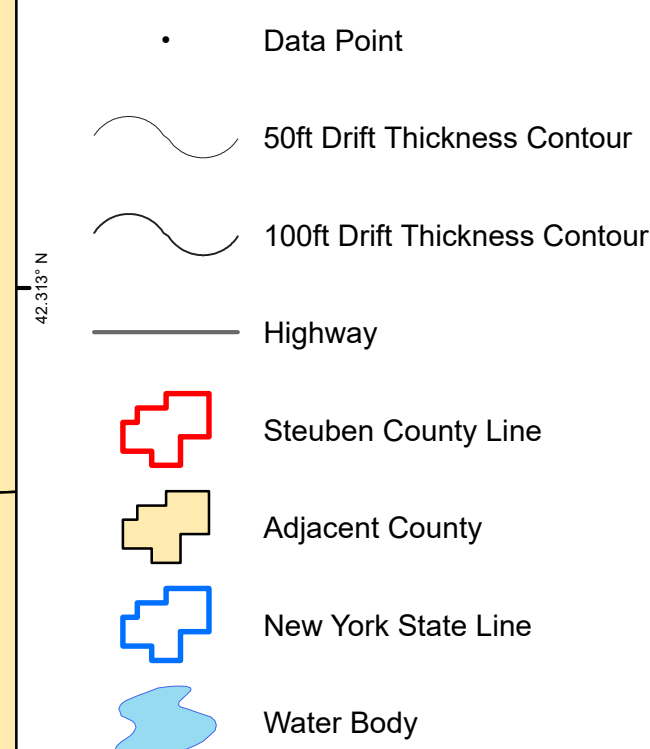 Data Point
50ft Drift Thickness Contour
100ft Drift Thickness Contour
42.313° N
Highway
Steuben County Line
Adjacent County
New York State Line
Water Body